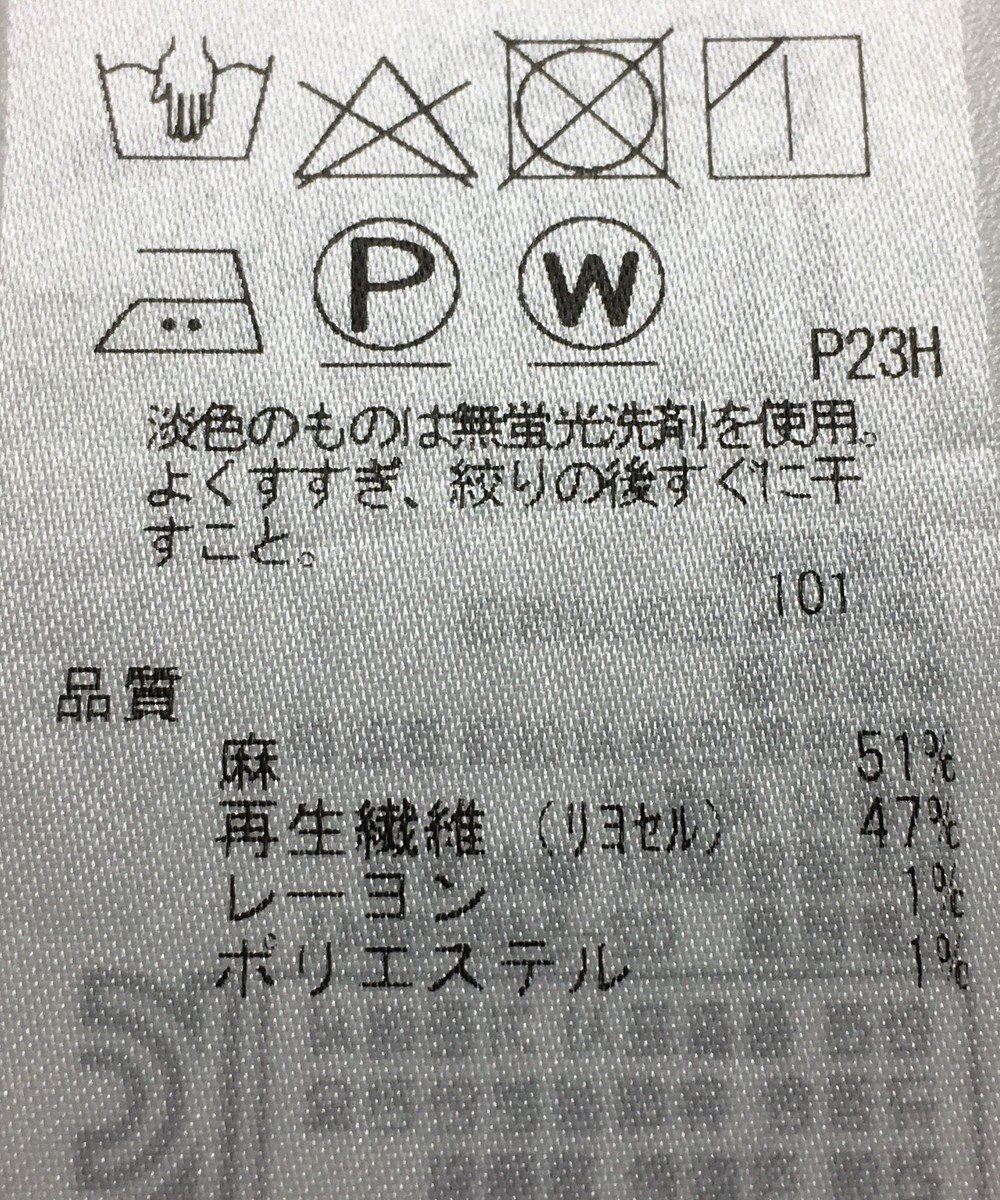 P W
P23H
淡色のものは無蛍光洗剤を使用。
よくすすぎ、絞りの後すぐに干
すこと。
101
品質
麻 51%
再生繊維（リヨセル） 47%
レーヨン 1%
ポリエステル 1%